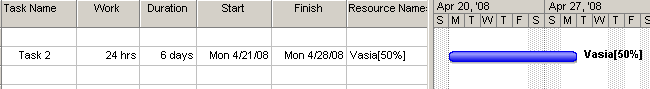 Task Name Work Duration Start Finish Resource Names Apr 20, '08 Apr 27, '08
S M T W T F S S M T W T F S
Task 2 24 hrs 6 days Mon 4/21/08 Mon 4/28/08 Vasia[50%] Vasia[50%]